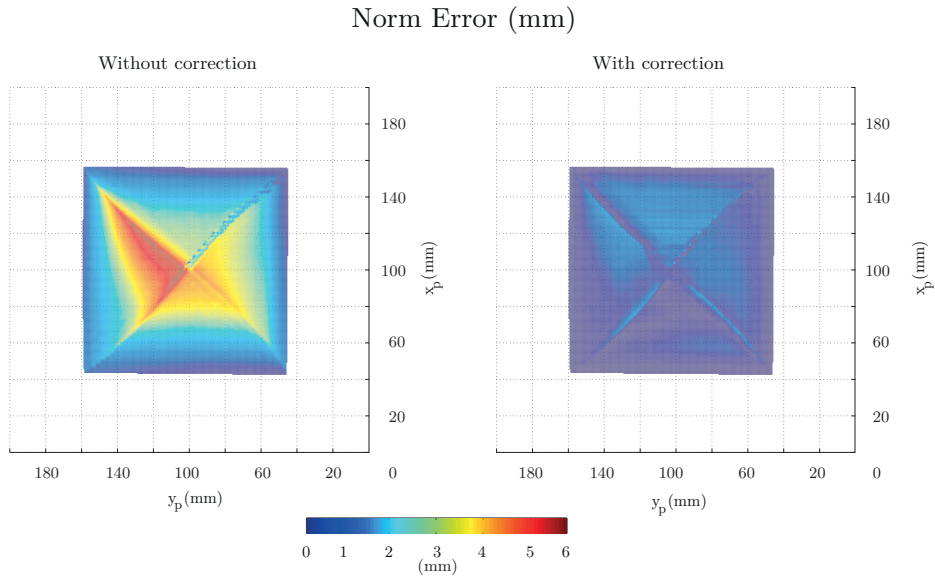 Norm Error (mm)
Without correction
With correction
180
140
100
60
20
x_p(mm)
180 140 100 60 20 0
y_p(mm)
180
140
100
60
20
x_p(mm)
180 140 100 60 20 0
y_p(mm)
0 1 2 3 4 5 6
(mm)